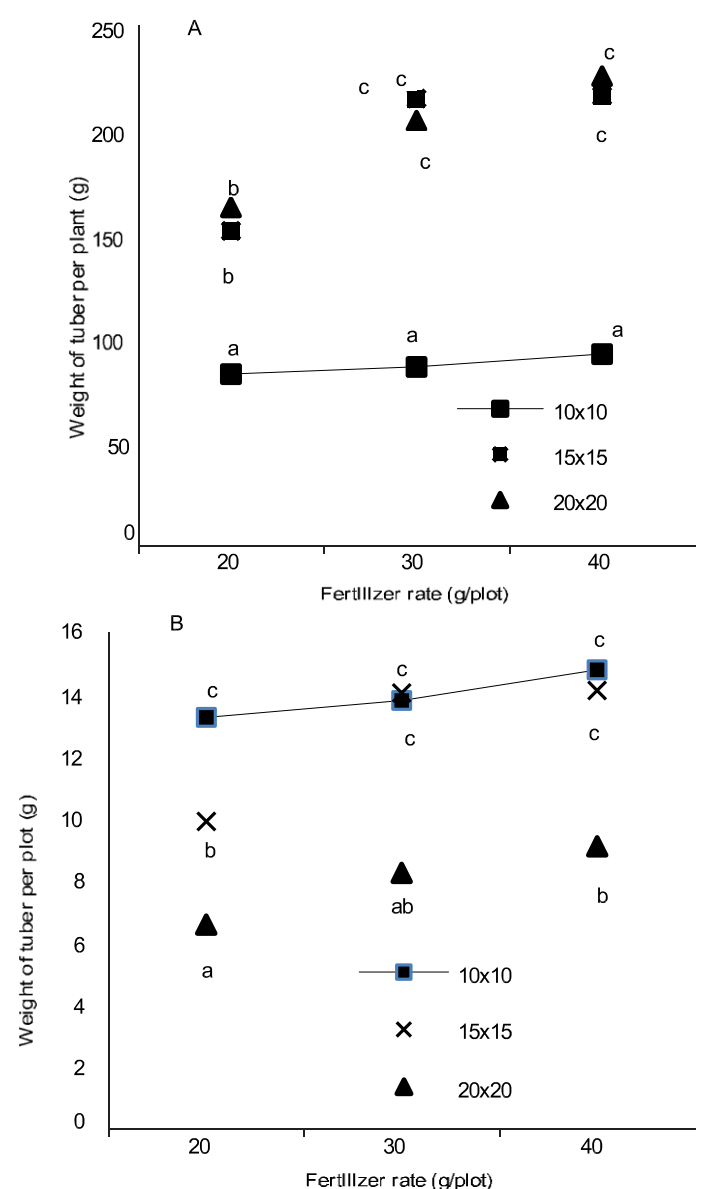 250
A
c
c
c
200
c
c
b
150
b
a
100
a
a
10x10
50
15x15
20x20
0
20
30
40
Weight of tuber per plant (g)
FertIIIzer rate (g/plot)
B
16
c
c
c
14
c
c
12
10
b
8
b
ab
6
a
10x10
4
15x15
2
20x20
0
20
30
40
Weight of tuber per plot (g)
FertIIIzer rate (g/plot)